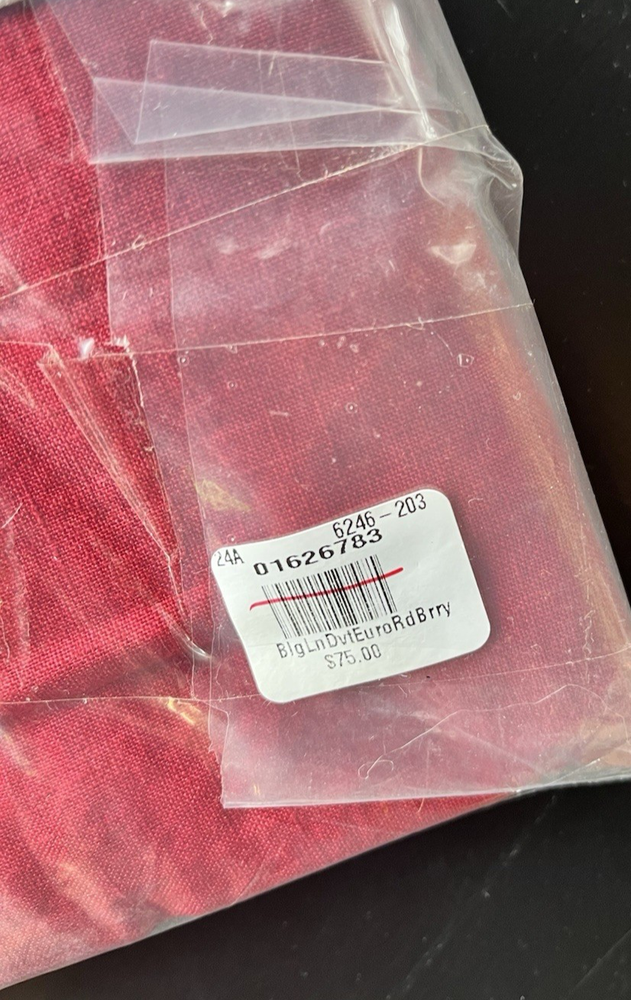 6246-203
24A 01626783
BlgLnDvtEuroRdBrry
$75.00